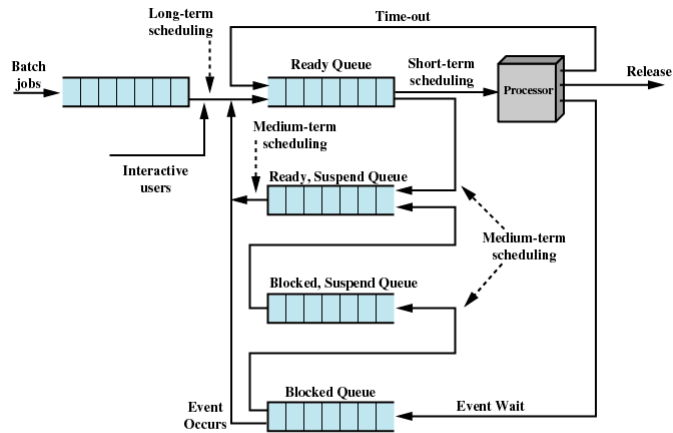 Long-term
scheduling
Time-out
Batch
jobs
Ready Queue
Short-term
scheduling
Processor
Release
Medium-term
scheduling
Interactive
users
Ready, Suspend Queue
Medium-term
scheduling
Blocked, Suspend Queue
Blocked Queue
Event
Occurs
Event Wait